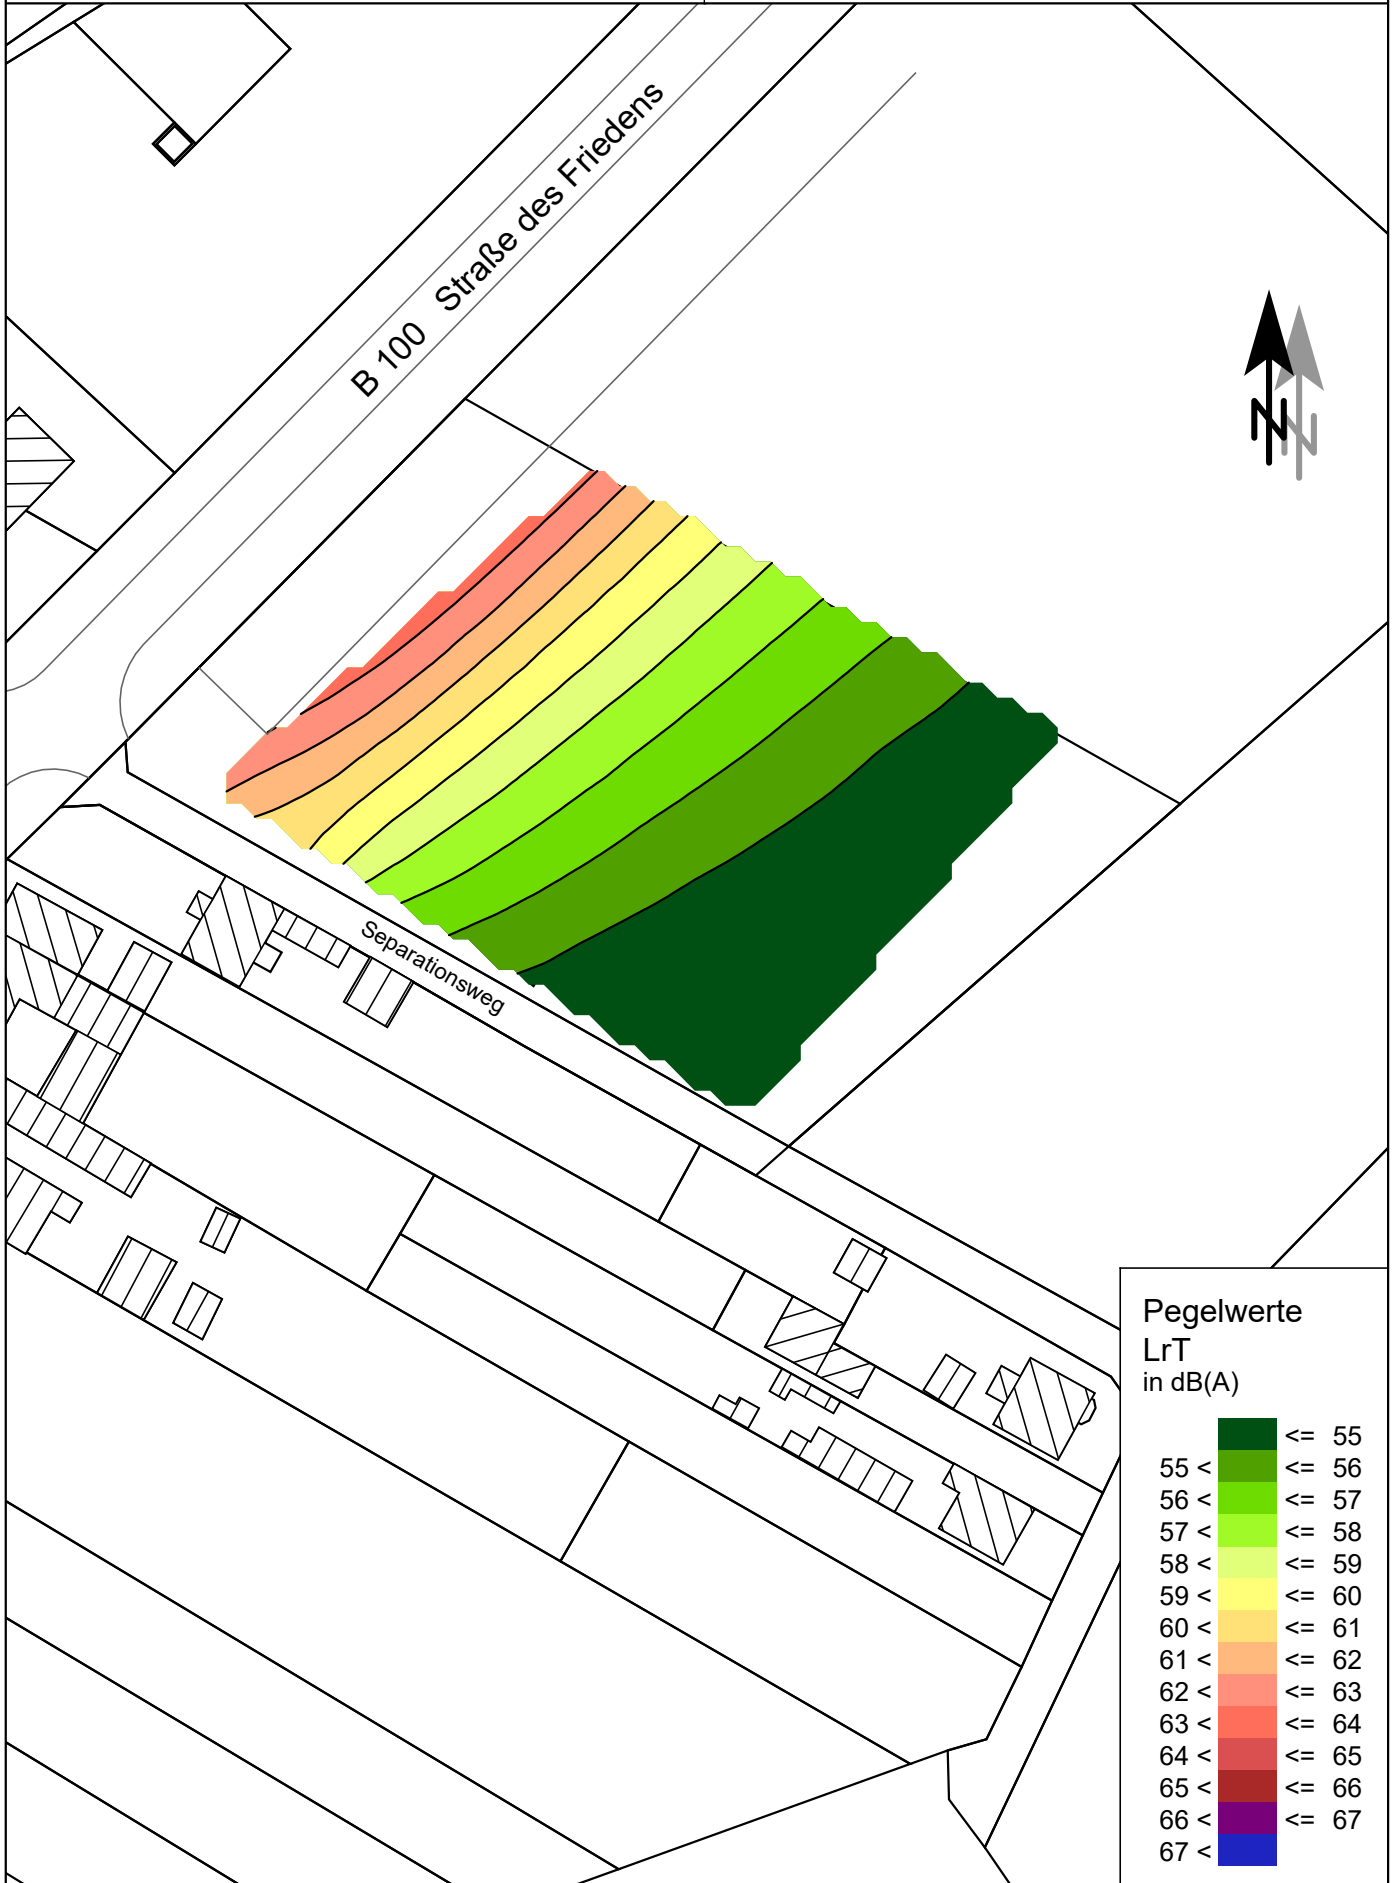 B 100 Straße des Friedens
N
Separationsweg
Pegelwerte
LrT
in dB(A)
<= 55
55 < <= 56
56 < <= 57
57 < <= 58
58 < <= 59
59 < <= 60
60 < <= 61
61 < <= 62
62 < <= 63
63 < <= 64
64 < <= 65
65 < <= 66
66 < <= 67
67 <